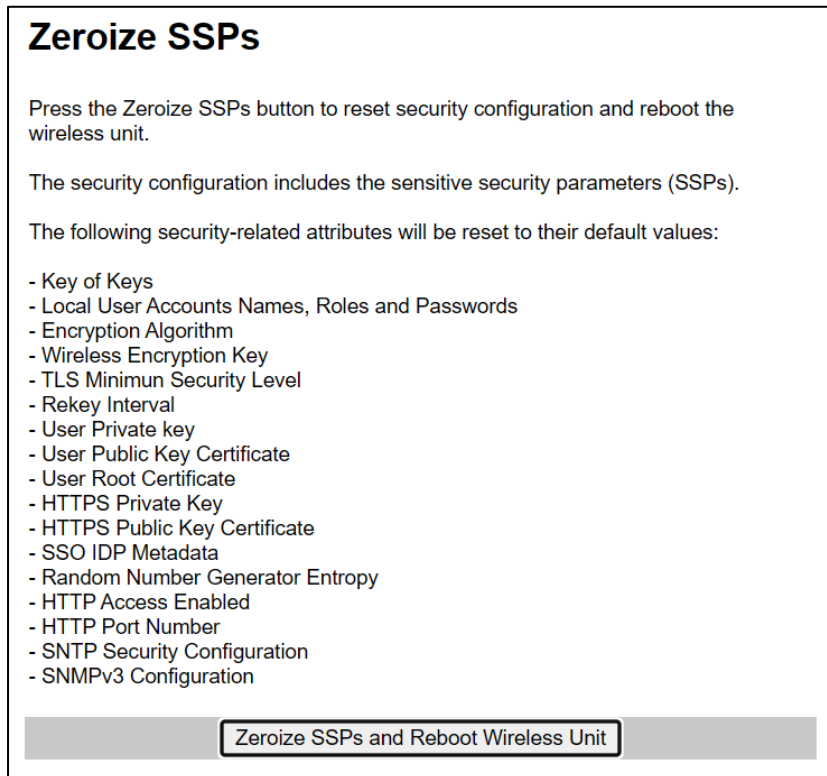 Zeroize SSPs
Press the Zeroize SSPs button to reset security configuration and reboot the
wireless unit.
The security configuration includes the sensitive security parameters (SSPs).
The following security-related attributes will be reset to their default values:
- Key of Keys
- Local User Accounts Names, Roles and Passwords
- Encryption Algorithm
- Wireless Encryption Key
- TLS Minimun Security Level
- Rekey Interval
- User Private key
- User Public Key Certificate
- User Root Certificate
- HTTPS Private Key
- HTTPS Public Key Certificate
- SSO IDP Metadata
- Random Number Generator Entropy
- HTTP Access Enabled
- HTTP Port Number
- SNTP Security Configuration
- SNMPv3 Configuration
Zeroize SSPs and Reboot Wireless Unit